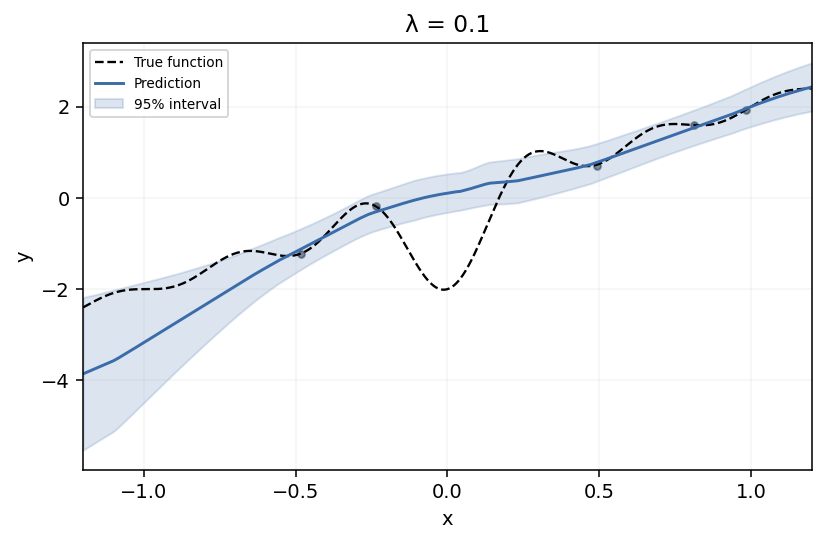 λ = 0.1
True function
Prediction
95% interval
y
2
0
−2
−4
−1.0 −0.5 0.0 0.5 1.0
x